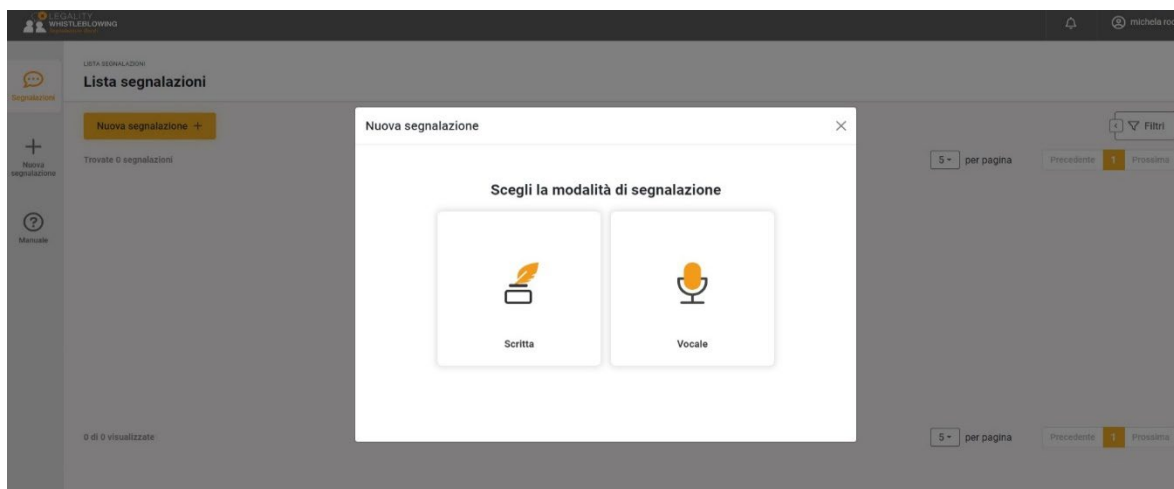 LEGALITY
WHISTLEBLOWING
michela
LISTA SEGNALAZIONI
Lista segnalazioni
Segnalazioni
Nuova segnalazione +
Nuova segnalazione
Filtri
Nuova
segnalazione
Trovate 0 segnalazioni
5 per pagina
Precedente 1 Prossima
Scegli la modalità di segnalazione
Manuale
Scritta
Vocale
0 di 0 visualizzate
5 per pagina
Precedente 1 Prossima